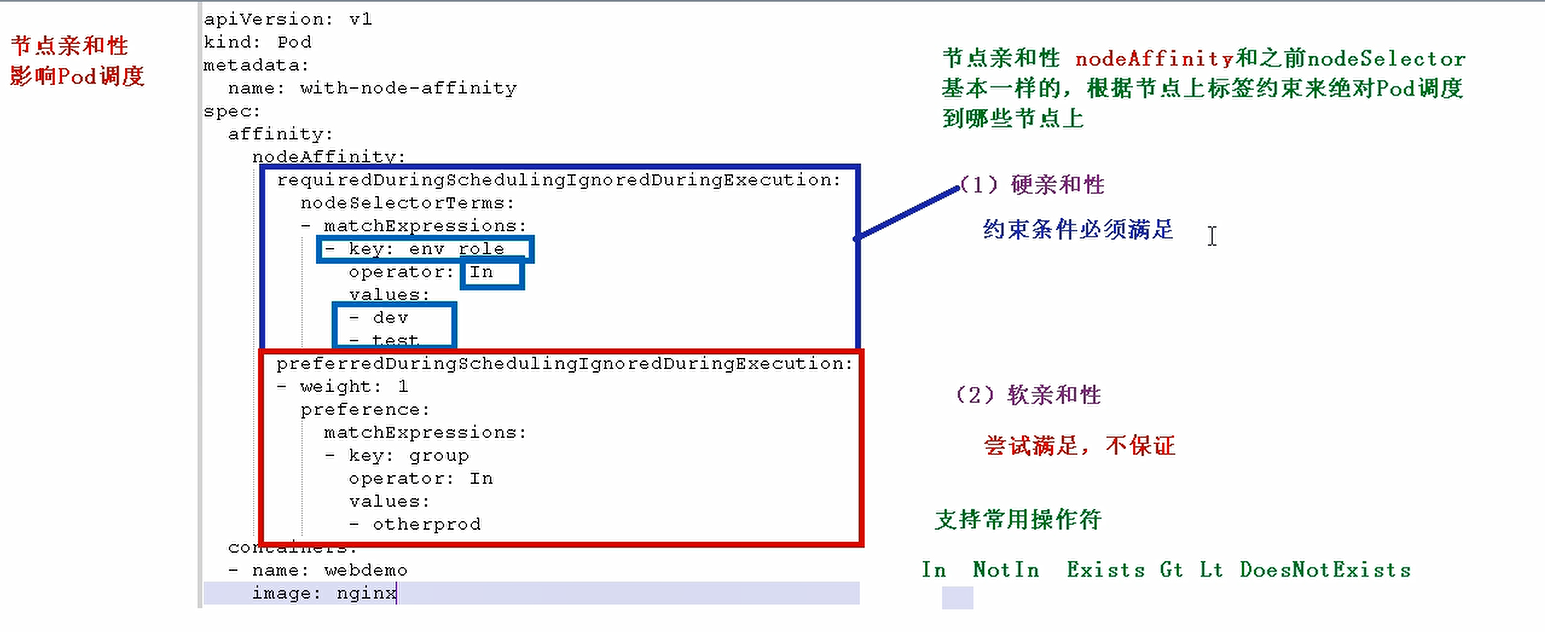 节点亲和性
影响Pod调度
apiVersion: v1
kind: Pod
metadata:
  name: with-node-affinity
spec:
  affinity:
    nodeAffinity:
      requiredDuringSchedulingIgnoredDuringExecution:
        nodeSelectorTerms:
        - matchExpressions:
          - key: env_role
            operator: In
            values:
            - dev
            - test
      preferredDuringSchedulingIgnoredDuringExecution:
      - weight: 1
        preference:
          matchExpressions:
          - key: group
            operator: In
            values:
            - otherprod
  containers:
  - name: webdemo
    image: nginx
节点亲和性 nodeAffinity和之前nodeSelector
基本一样的，根据节点上标签约束来绝对Pod调度
到哪些节点上
（1）硬亲和性
约束条件必须满足
（2）软亲和性
尝试满足，不保证
支持常用操作符
In  NotIn  Exists Gt Lt DoesNotExists